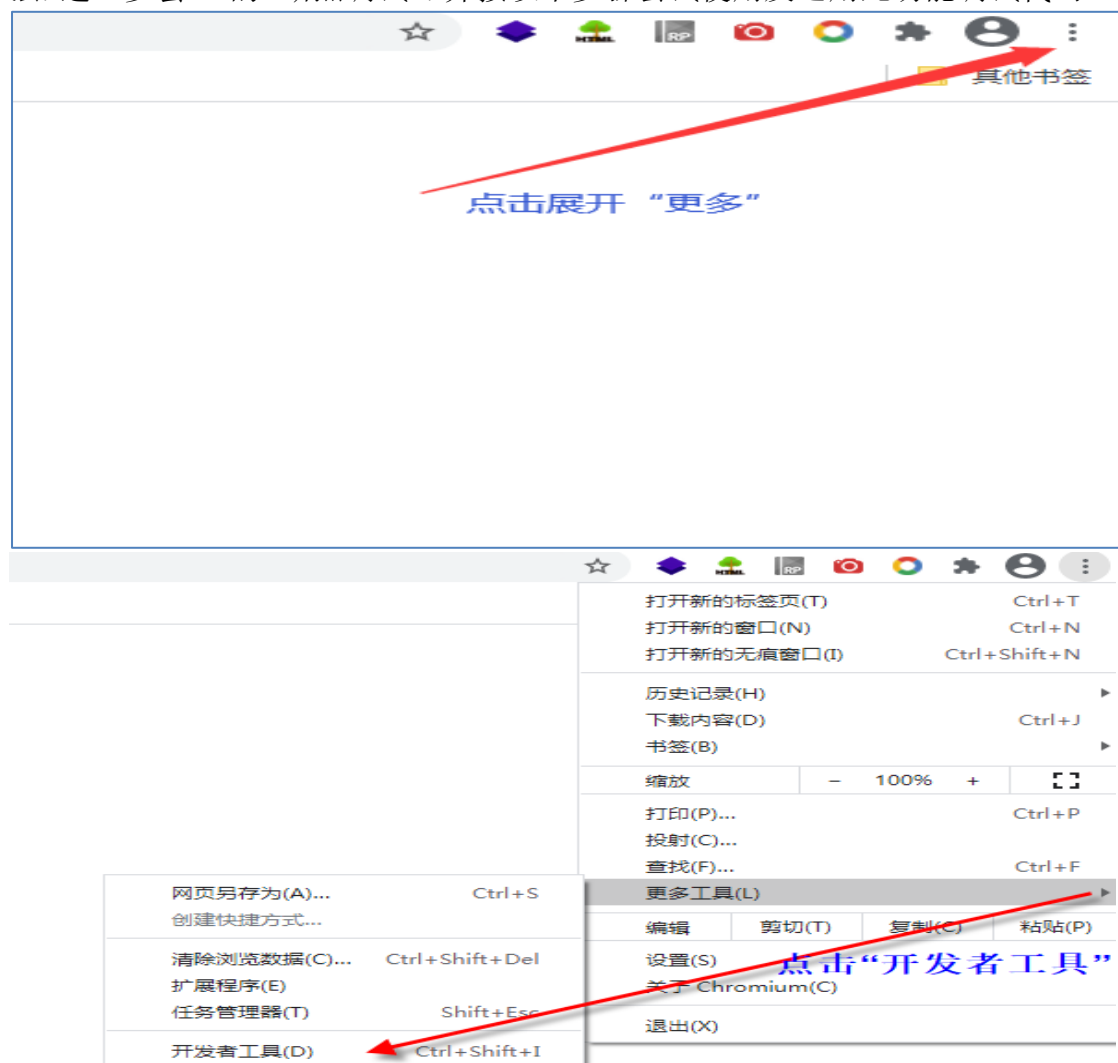 HTML RP
其他书签
点击展开 “更多”
HTML RP
打开新的标签页(T) Ctrl+T
打开新的窗口(N) Ctrl+N
打开新的无痕窗口(I) Ctrl+Shift+N
历史记录(H)
下载内容(D) Ctrl+J
书签(B)
缩放 − 100% +
打印(P)... Ctrl+P
投射(C)...
查找(F)... Ctrl+F
网页另存为(A)... Ctrl+S 更多工具(L)
创建快捷方式...
编辑 剪切(T) 复制(C) 粘贴(P)
清除浏览数据(C)... Ctrl+Shift+Del 设置(S)
点击“开发者工具”
扩展程序(E) 关于 Chromium(C)
任务管理器(T) Shift+Esc
退出(X)
开发者工具(D) Ctrl+Shift+I